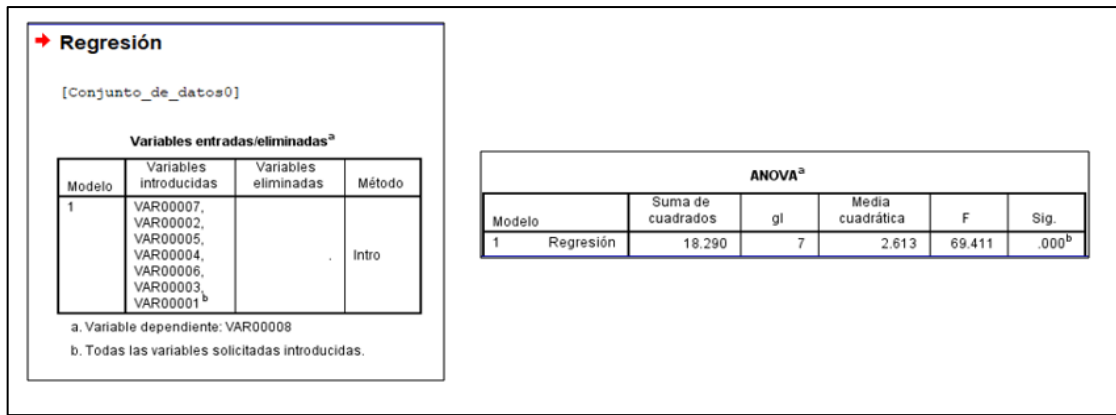 Regresión
[Conjunto_de_datos0]
Variables entradas/eliminadas a
Modelo Variables introducidas Variables eliminadas Método
1 VAR00007, VAR00002, VAR00005, VAR00004, VAR00006, VAR00003, VAR00001 b . Intro
a. Variable dependiente: VAR00008
b. Todas las variables solicitadas introducidas.
ANOVA a
Modelo Suma de cuadrados gl Media cuadrática F Sig.
1 Regresión 18.290 7 2.613 69.411 .000 b